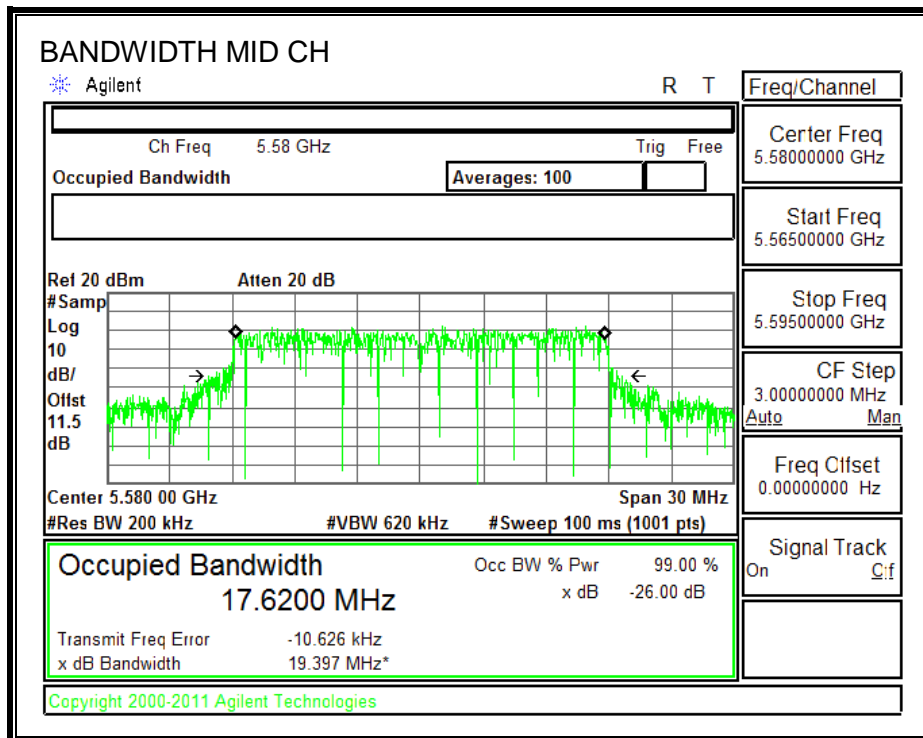 BANDWIDTH MID CH
Agilent R T
Ch Freq 5.58 GHz Trig Free
Occupied Bandwidth Averages: 100
Ref 20 dBm Atten 20 dB
#Samp
Log
10
dB/
Offst
11.5
dB
Center 5.580 00 GHz Span 30 MHz
#Res BW 200 kHz #VBW 620 kHz #Sweep 100 ms (1001 pts)
Occupied Bandwidth
17.6200 MHz
Occ BW % Pwr 99.00 %
x dB -26.00 dB
Transmit Freq Error -10.626 kHz
x dB Bandwidth 19.397 MHz*
Copyright 2000-2011 Agilent Technologies
Freq/Channel
Center Freq
5.58000000 GHz
Start Freq
5.56500000 GHz
Stop Freq
5.59500000 GHz
CF Step
3.00000000 MHz
Auto Man
Freq Offset
0.00000000 Hz
Signal Track
On Off